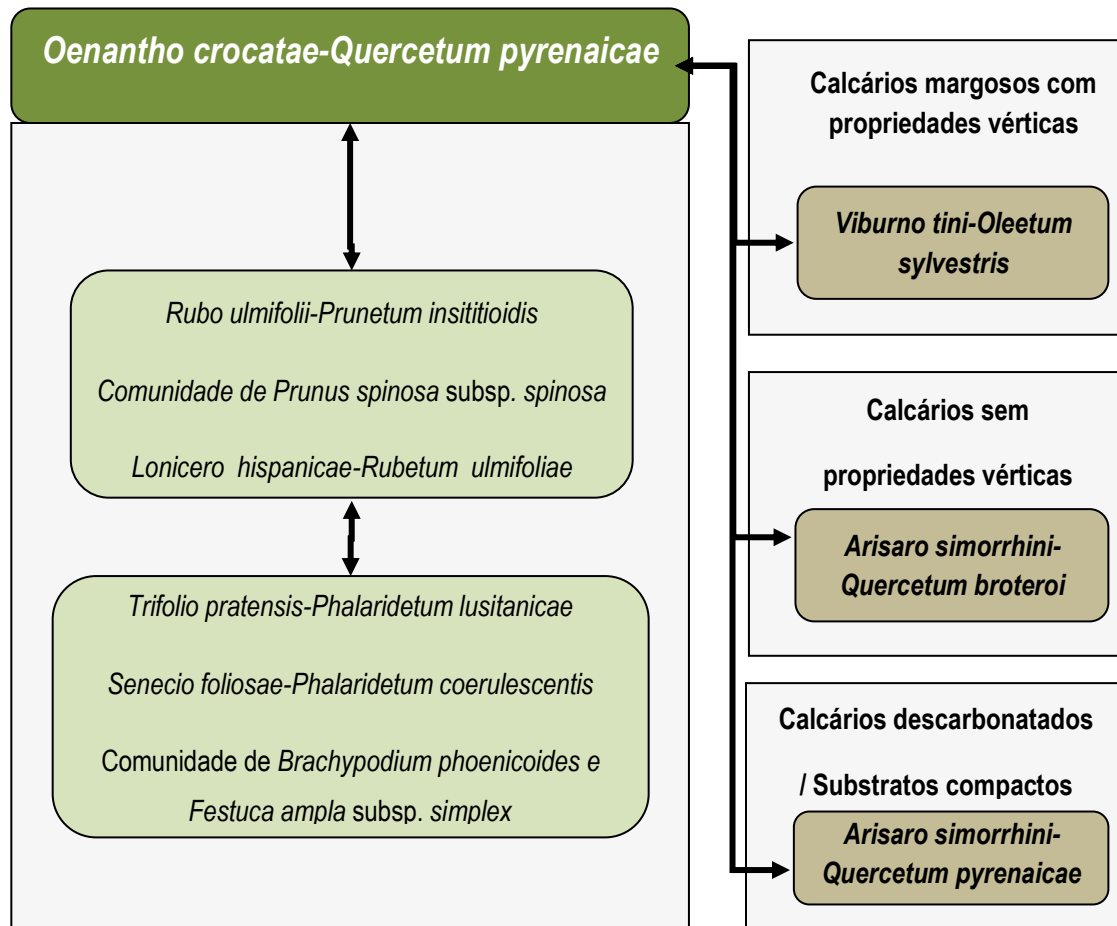 Oenantho crocatae-Quercetum pyrenaicae
Rubo ulmifolii-Prunetum insititioidis
Comunidade de Prunus spinosa subsp. spinosa
Lonicero hispanicae-Rubetum ulmifoliae
Trifolio pratensis-Phalaridetum lusitanicae
Senecio foliosae-Phalaridetum coerulescentis
Comunidade de Brachypodium phoenicoides e
Festuca ampla subsp. simplex
Calcários margosos com
propriedades vérticas
Viburno tini-Oleetum
sylvestris
Calcários sem
propriedades vérticas
Arisaro simorrhini-
Quercetum broteroi
Calcários descarbonatados
/ Substratos compactos
Arisaro simorrhini-
Quercetum pyrenaicae